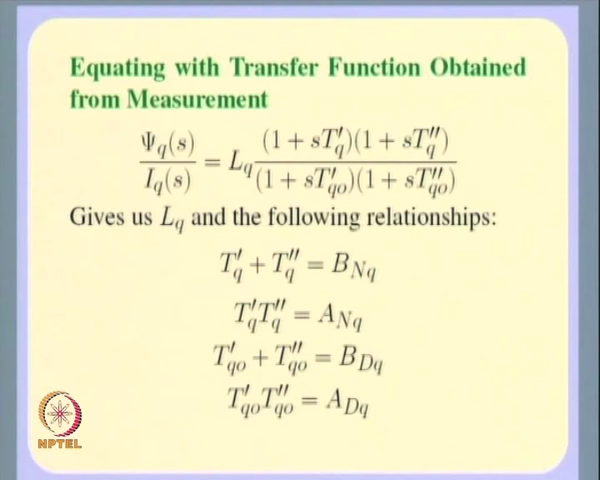 Equating with Transfer Function Obtained
from Measurement
Ψq(s)/Iq(s) = Lq (1 + sT′q)(1 + sT″q)/(1 + sT′qo)(1 + sT″qo)
Gives us Lq and the following relationships:
T′q + T″q = BNq
T′qT″q = ANq
T′qo + T″qo = BDq
T′qoT″qo = ADq
NPTEL